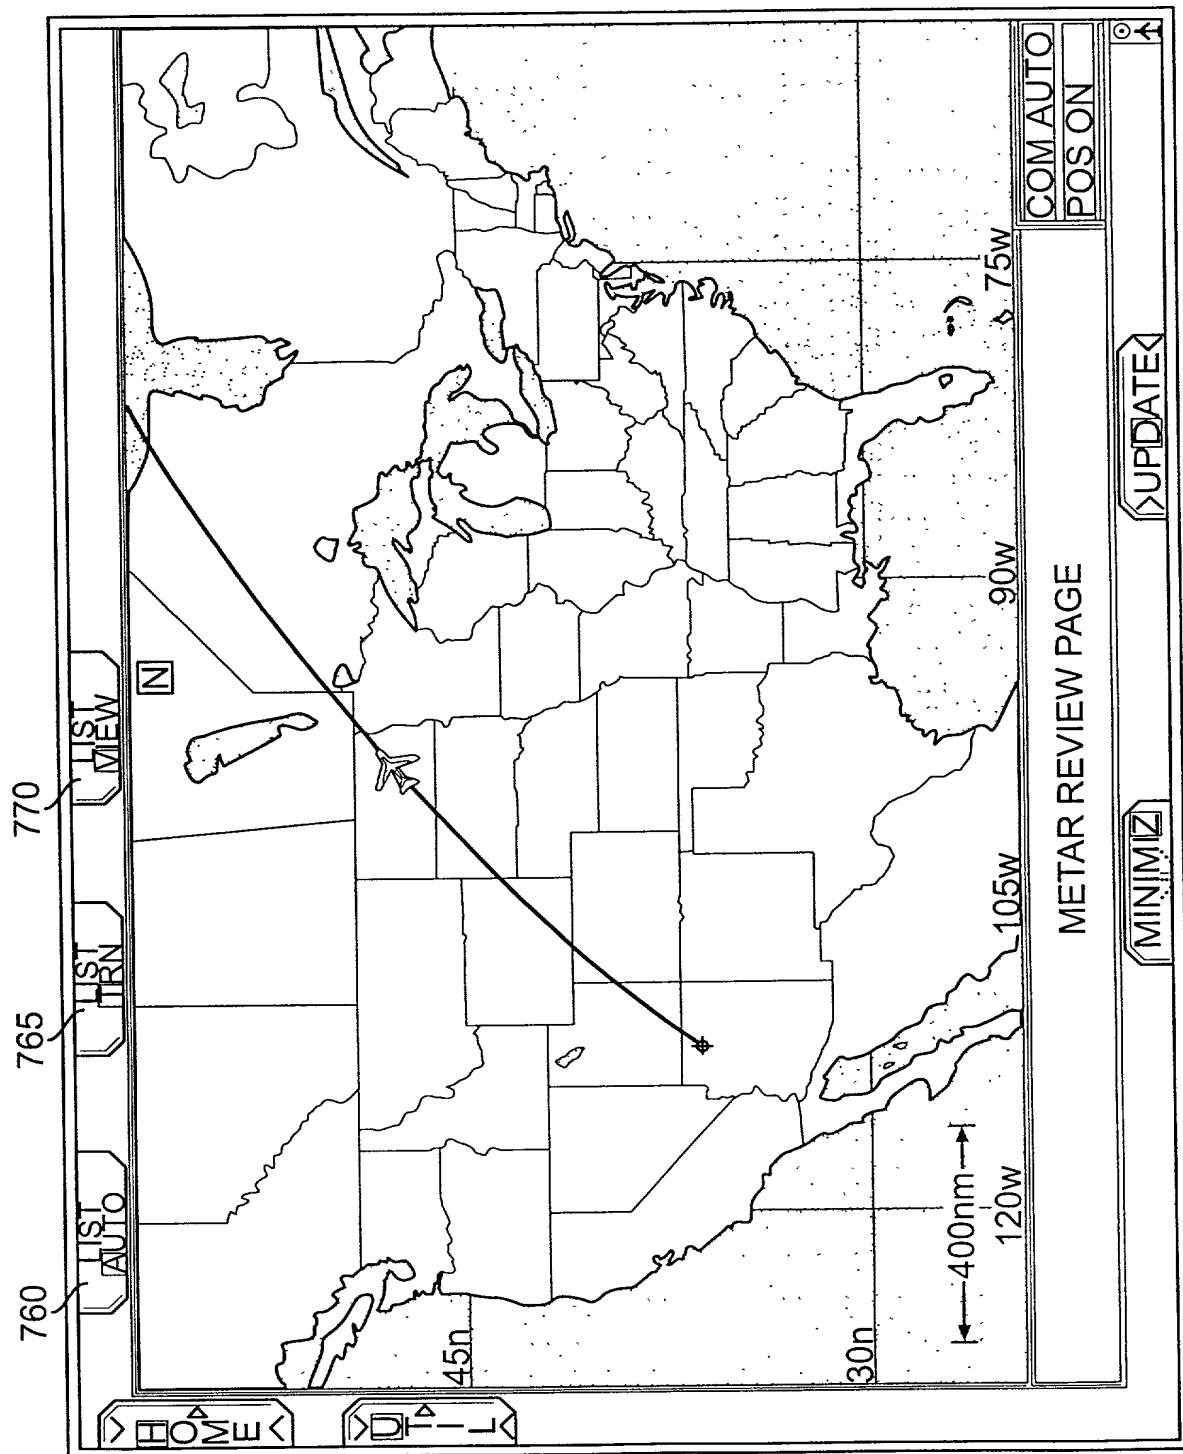 760
765
770
LIST
AUTO
LIST
TRN
LIST
VIEW
HOME
UTIL
N
45n
30n
400nm
120w
105w
90w
75w
METAR REVIEW PAGE
COM AUTO
POS ON
MINIMIZ
>UPDATE<